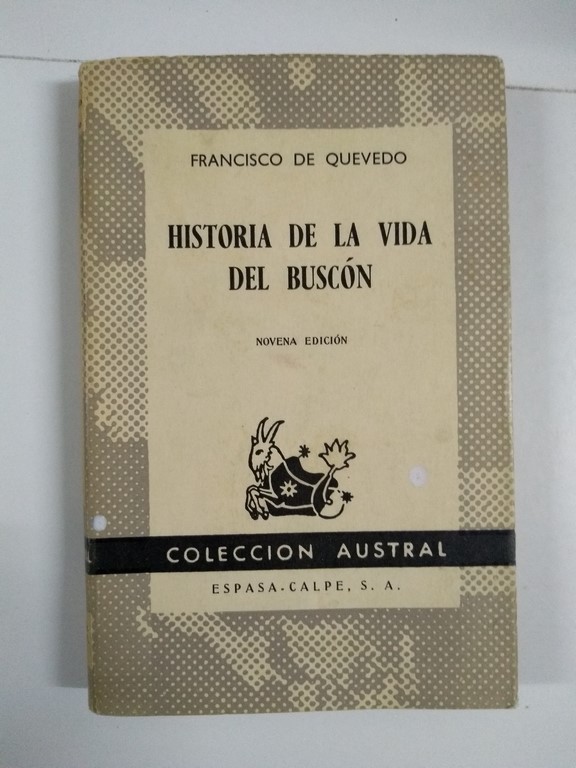 FRANCISCO DE QUEVEDO
HISTORIA DE LA VIDA
DEL BUSCÓN
NOVENA EDICIÓN
COLECCION AUSTRAL
ESPASA-CALPE, S. A.